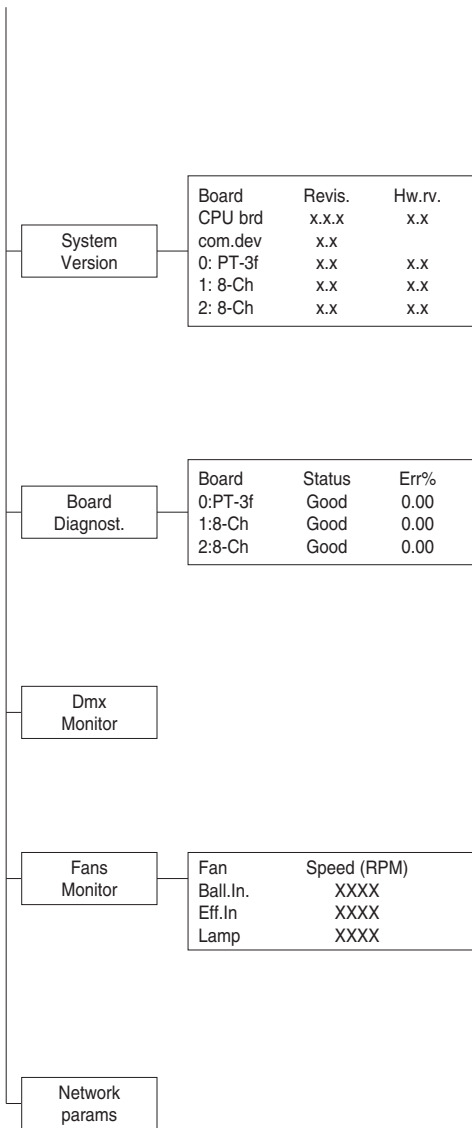 System
Version
Board Revis. Hw.rv.
CPU brd x.x.x x.x
com.dev x.x
0: PT-3f x.x x.x
1: 8-Ch x.x x.x
2: 8-Ch x.x x.x
Board
Diagnost.
Board Status Err%
0:PT-3f Good 0.00
1:8-Ch Good 0.00
2:8-Ch Good 0.00
Dmx
Monitor
Fans
Monitor
Fan Speed (RPM)
Ball.In. XXXX
Eff.In XXXX
Lamp XXXX
Network
params